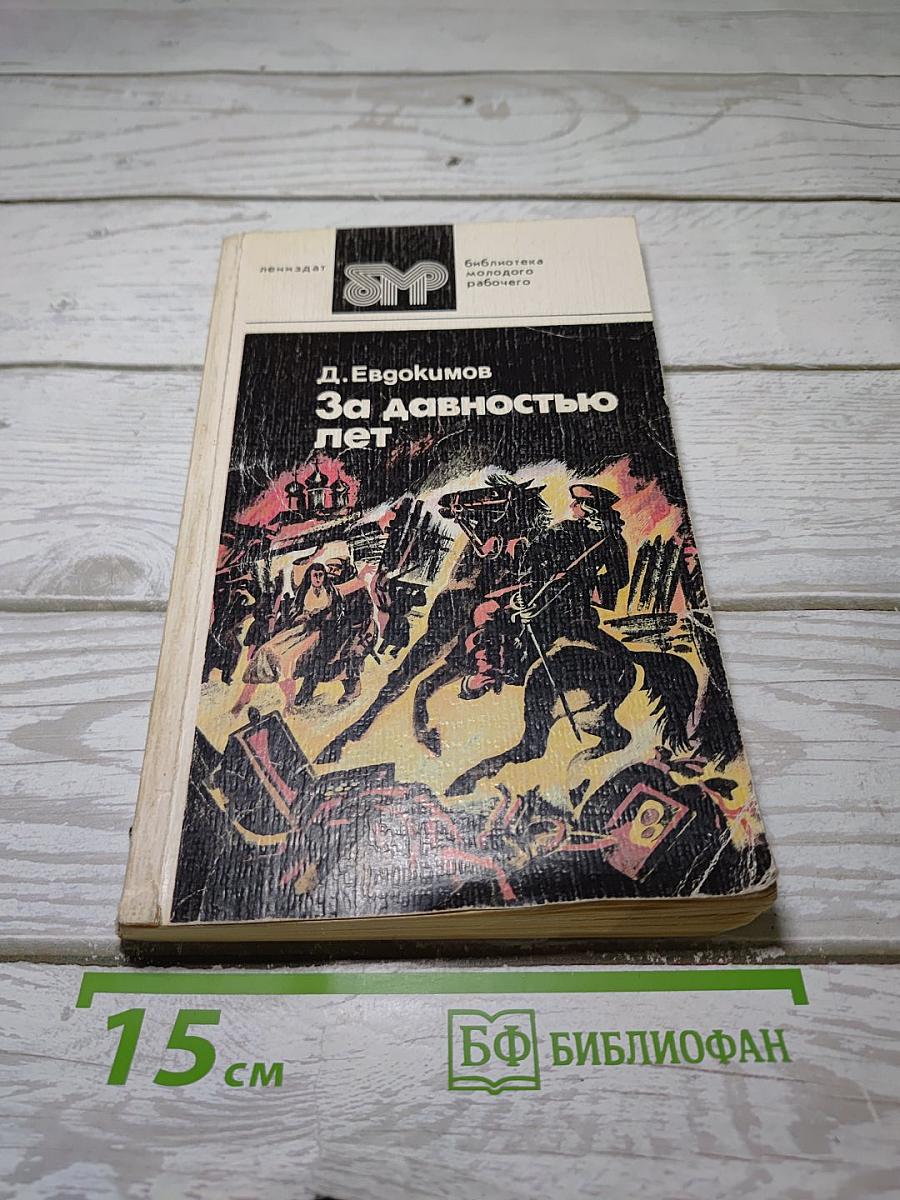 лениздат
бмр
библиотека
молодого
рабочего
Д. Евдокимов
За давностью
лет
15 см
БФ БИБЛИОФАН